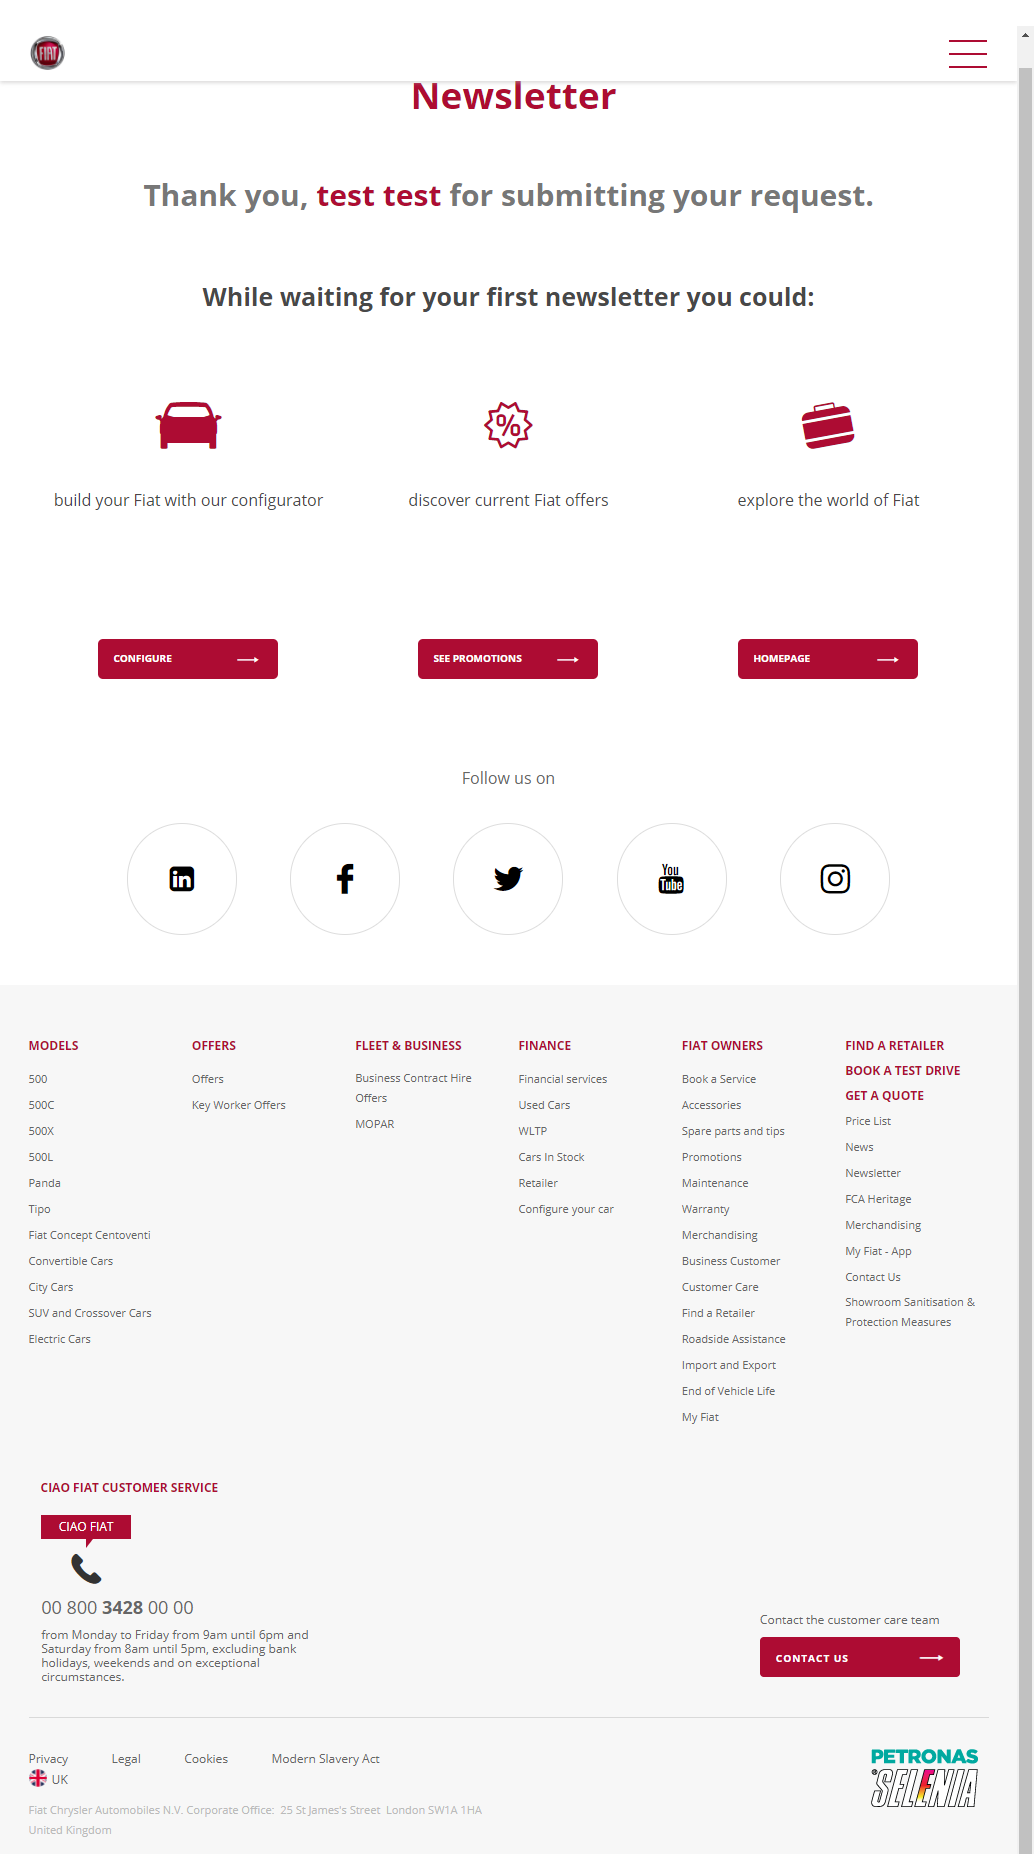 FIAT
Newsletter
Thank you, test test for submitting your request.
While waiting for your first newsletter you could:
build your Fiat with our configurator
discover current Fiat offers
explore the world of Fiat
CONFIGURE
SEE PROMOTIONS
HOMEPAGE
Follow us on
in
f
You
Tube
MODELS
500
500C
500X
500L
Panda
Tipo
Fiat Concept Centoventi
Convertible Cars
City Cars
SUV and Crossover Cars
Electric Cars
OFFERS
Offers
Key Worker Offers
FLEET & BUSINESS
Business Contract Hire
Offers
MOPAR
FINANCE
Financial services
Used Cars
WLTP
Cars In Stock
Retailer
Configure your car
FIAT OWNERS
Book a Service
Accessories
Spare parts and tips
Promotions
Maintenance
Warranty
Merchandising
Business Customer
Customer Care
Find a Retailer
Roadside Assistance
Import and Export
End of Vehicle Life
My Fiat
FIND A RETAILER
BOOK A TEST DRIVE
GET A QUOTE
Price List
News
Newsletter
FCA Heritage
Merchandising
My Fiat - App
Contact Us
Showroom Sanitisation &
Protection Measures
CIAO FIAT CUSTOMER SERVICE
CIAO FIAT
00 800 3428 00 00
from Monday to Friday from 9am until 6pm and
Saturday from 8am until 5pm, excluding bank
holidays, weekends and on exceptional
circumstances.
Contact the customer care team
CONTACT US
Privacy
Legal
Cookies
Modern Slavery Act
UK
Fiat Chrysler Automobiles N.V. Corporate Office: 25 St James's Street London SW1A 1HA
United Kingdom
PETRONAS
SELENIA